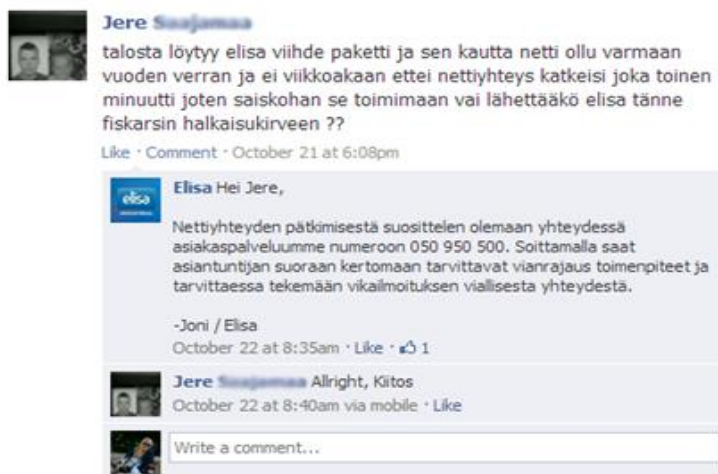 Jere
talosta löytyy elisa viihde paketti ja sen kautta netti ollu varmaan
vuoden verran ja ei viikkoakaan ettei nettiyhteys katkeisi joka toinen
minuutti joten saiskohan se toimimaan vai lähettääkö elisa tänne
fiskarsin halkaisukirveen ??
Like · Comment · October 21 at 6:08pm
elisa
Elisa Hei Jere,
Nettiyhteyden pätkimisestä suosittelen olemaan yhteydessä
asiakaspalveluumme numeroon 050 950 500. Soittamalla saat
asiantuntijan suoraan kertomaan tarvittavat vianrajaus toimenpiteet ja
tarvittaessa tekemään vikailmoituksen viallisesta yhteydestä.
-Joni / Elisa
October 22 at 8:35am · Like · 1
Jere Allright, Kiitos
October 22 at 8:40am via mobile · Like
Write a comment...